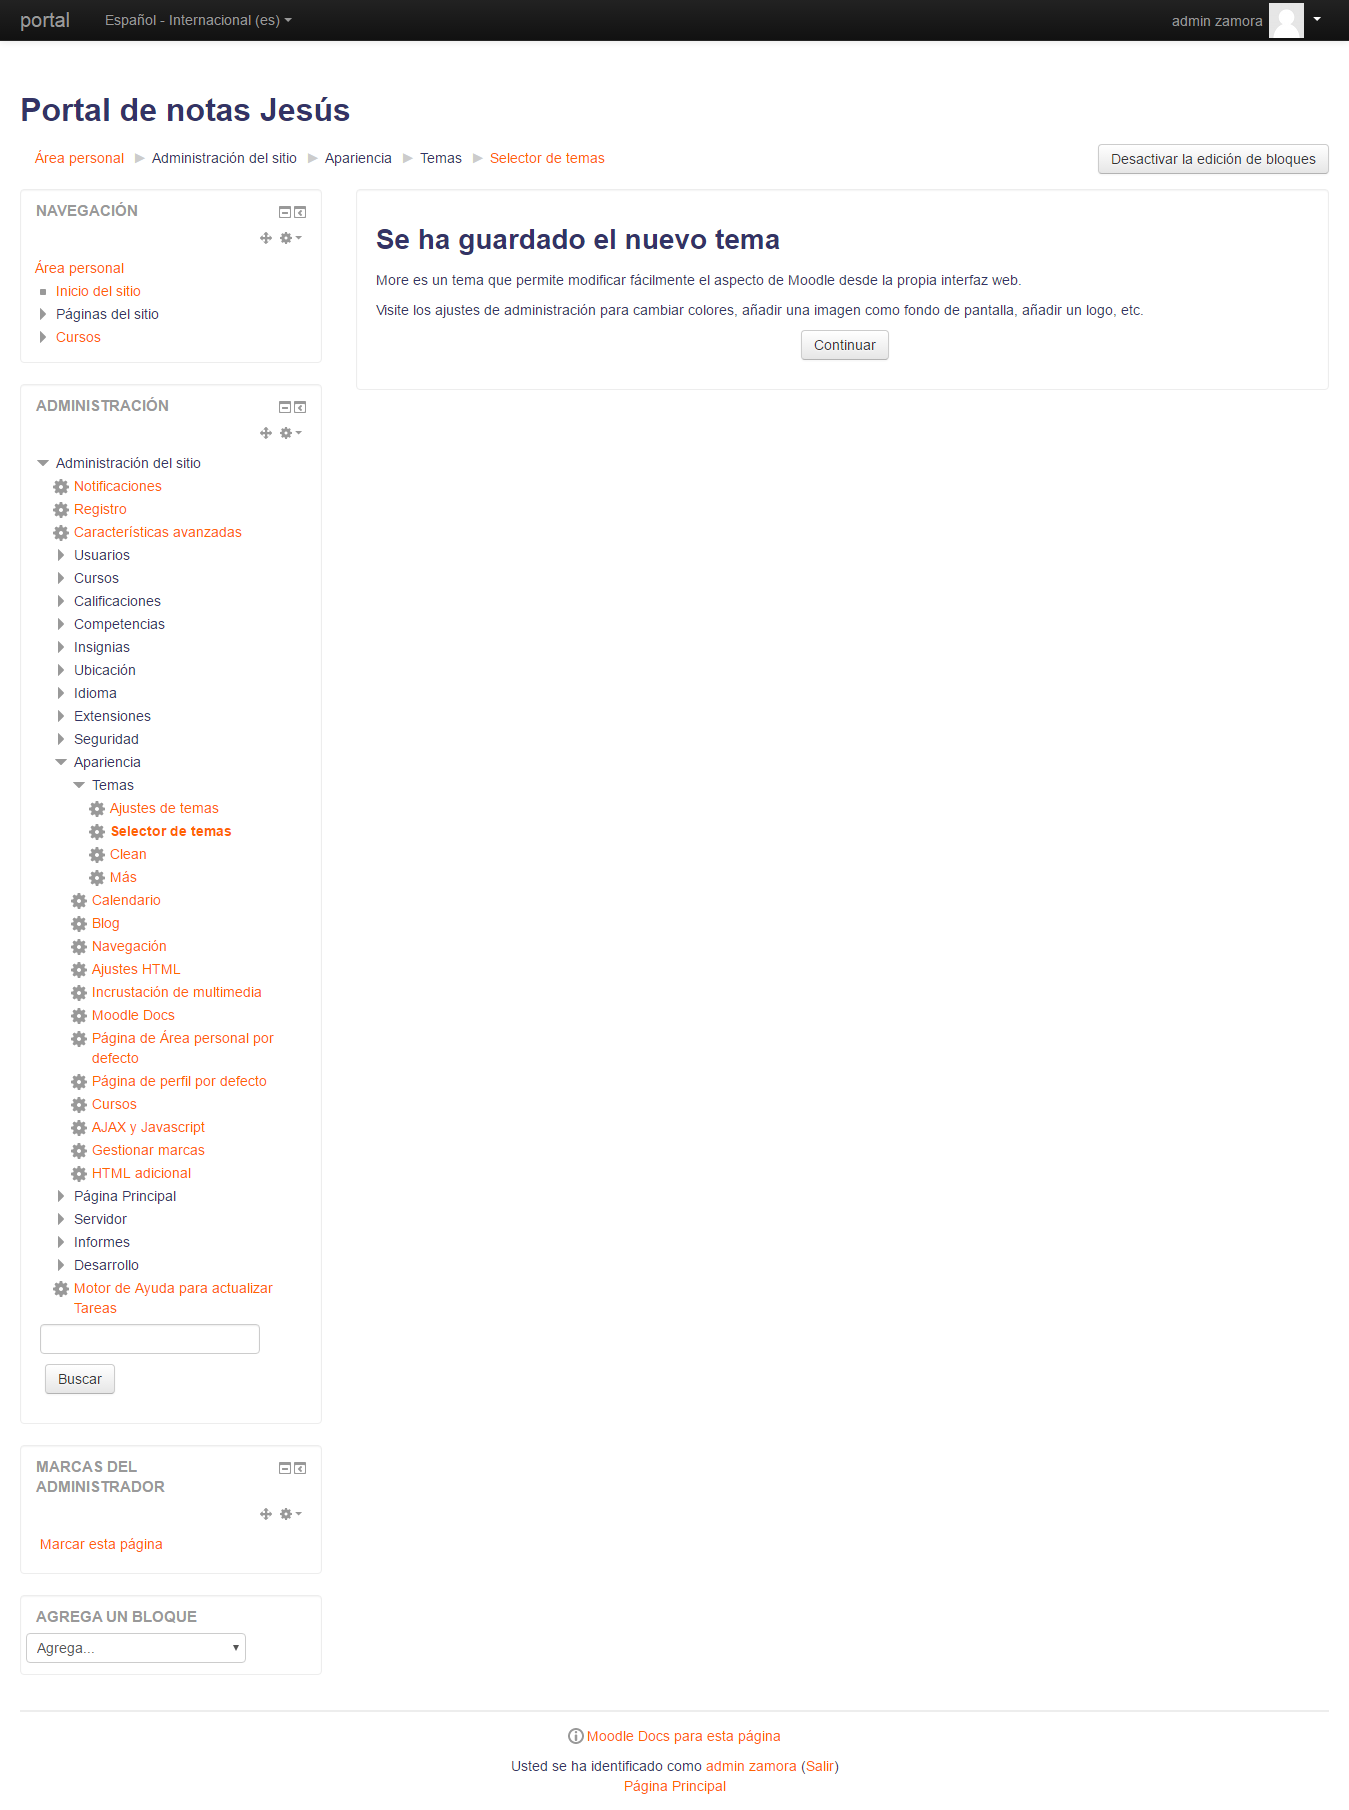 portal
Español - Internacional (es)
admin zamora
Portal de notas Jesús
Área personal
Administración del sitio
Apariencia
Temas
Selector de temas
Desactivar la edición de bloques
NAVEGACIÓN
Área personal
Inicio del sitio
Páginas del sitio
Cursos
Se ha guardado el nuevo tema
More es un tema que permite modificar fácilmente el aspecto de Moodle desde la propia interfaz web.
Visite los ajustes de administración para cambiar colores, añadir una imagen como fondo de pantalla, añadir un logo, etc.
Continuar
ADMINISTRACIÓN
Administración del sitio
Notificaciones
Registro
Características avanzadas
Usuarios
Cursos
Calificaciones
Competencias
Insignias
Ubicación
Idioma
Extensiones
Seguridad
Apariencia
Temas
Ajustes de temas
Selector de temas
Clean
Más
Calendario
Blog
Navegación
Ajustes HTML
Incrustación de multimedia
Moodle Docs
Página de Área personal por
defecto
Página de perfil por defecto
Cursos
AJAX y Javascript
Gestionar marcas
HTML adicional
Página Principal
Servidor
Informes
Desarrollo
Motor de Ayuda para actualizar
Tareas
Buscar
MARCAS DEL
ADMINISTRADOR
Marcar esta página
AGREGA UN BLOQUE
Agrega...
Moodle Docs para esta página
Usted se ha identificado como admin zamora (Salir)
Página Principal